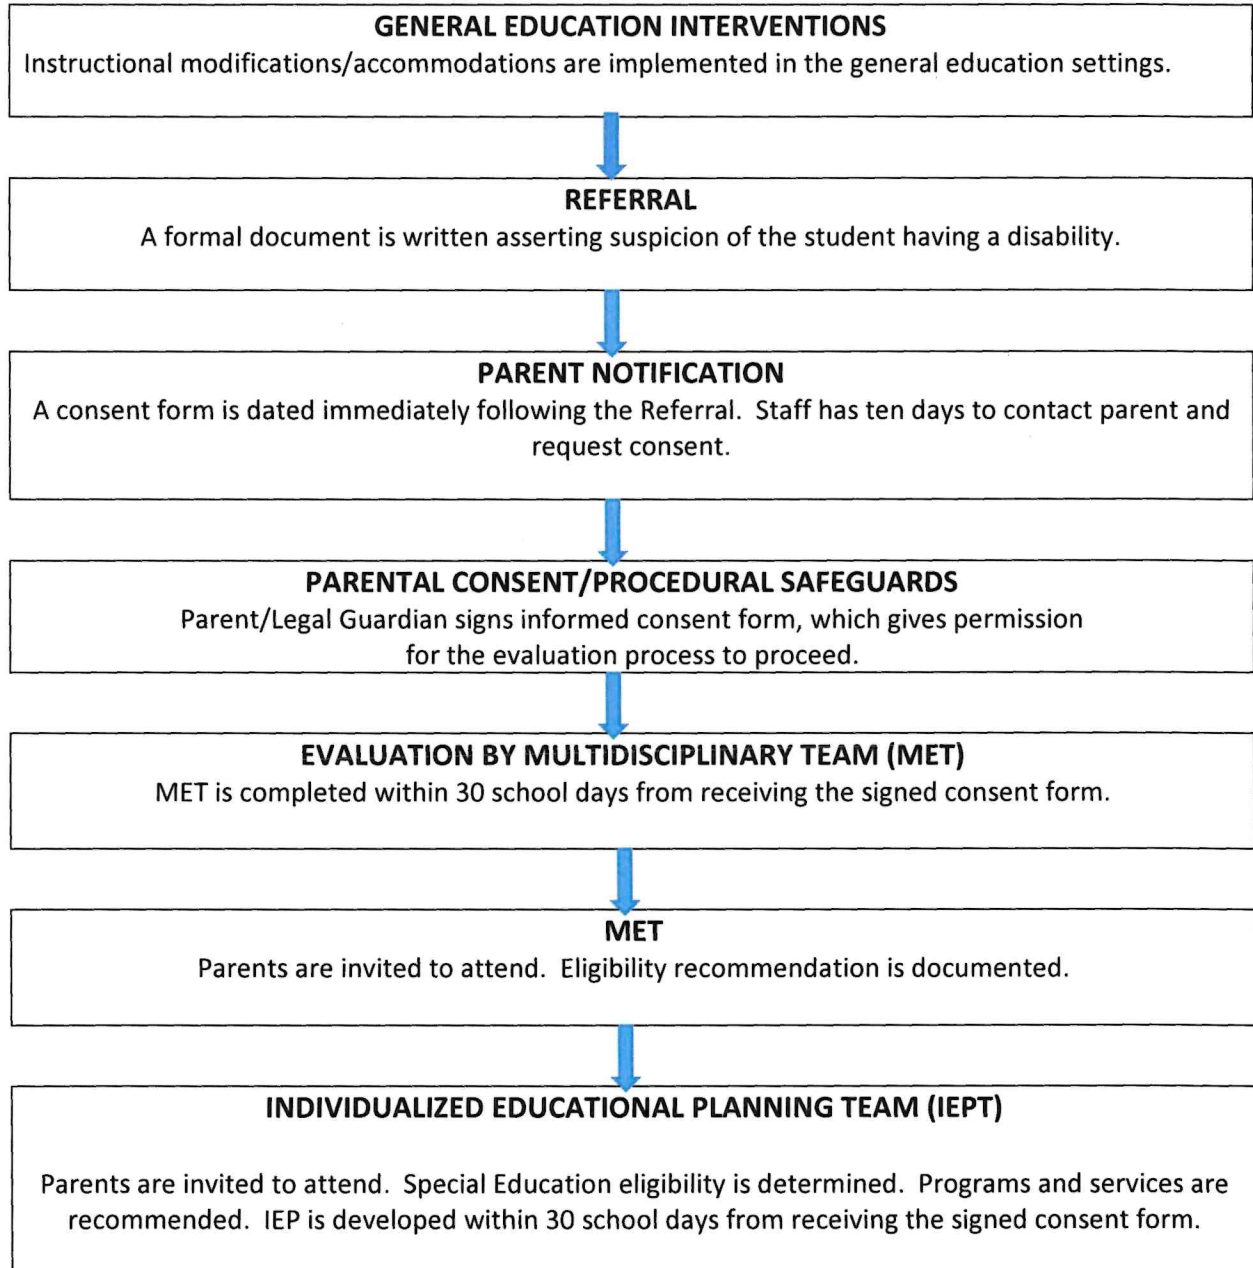 GENERAL EDUCATION INTERVENTIONS
Instructional modifications/accommodations are implemented in the general education settings.
REFERRAL
A formal document is written asserting suspicion of the student having a disability.
PARENT NOTIFICATION
A consent form is dated immediately following the Referral.  Staff has ten days to contact parent and
request consent.
PARENTAL CONSENT/PROCEDURAL SAFEGUARDS
Parent/Legal Guardian signs informed consent form, which gives permission
for the evaluation process to proceed.
EVALUATION BY MULTIDISCIPLINARY TEAM (MET)
MET is completed within 30 school days from receiving the signed consent form.
MET
Parents are invited to attend.  Eligibility recommendation is documented.
INDIVIDUALIZED EDUCATIONAL PLANNING TEAM (IEPT)
Parents are invited to attend.  Special Education eligibility is determined.  Programs and services are
recommended.  IEP is developed within 30 school days from receiving the signed consent form.